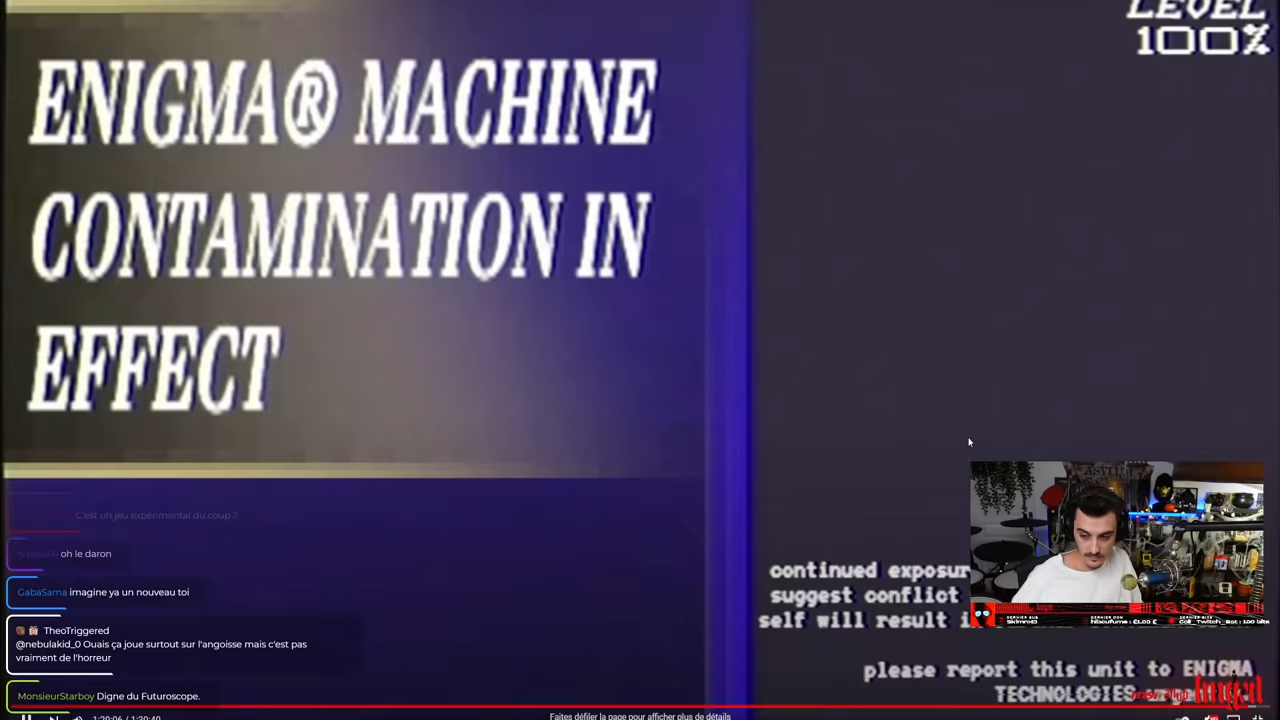 LEVEL
100%
ENIGMA® MACHINE
CONTAMINATION IN
EFFECT
C'est un jeu expérimental du coup ?
oh le daron
GabaSama imagine ya un nouveau toi
TheoTriggered
@nebulakid_0 Ouais ça joue surtout sur l'angoisse mais c'est pas
vraiment de l'horreur
MonsieurStarboy Digne du Futuroscope.
continued exposur
suggest conflict
self will result i
please report this unit to ENIGMA
TECHNOLOGIES
1:20:06 / 1:20:40
Faites défiler la page pour afficher plus de détails